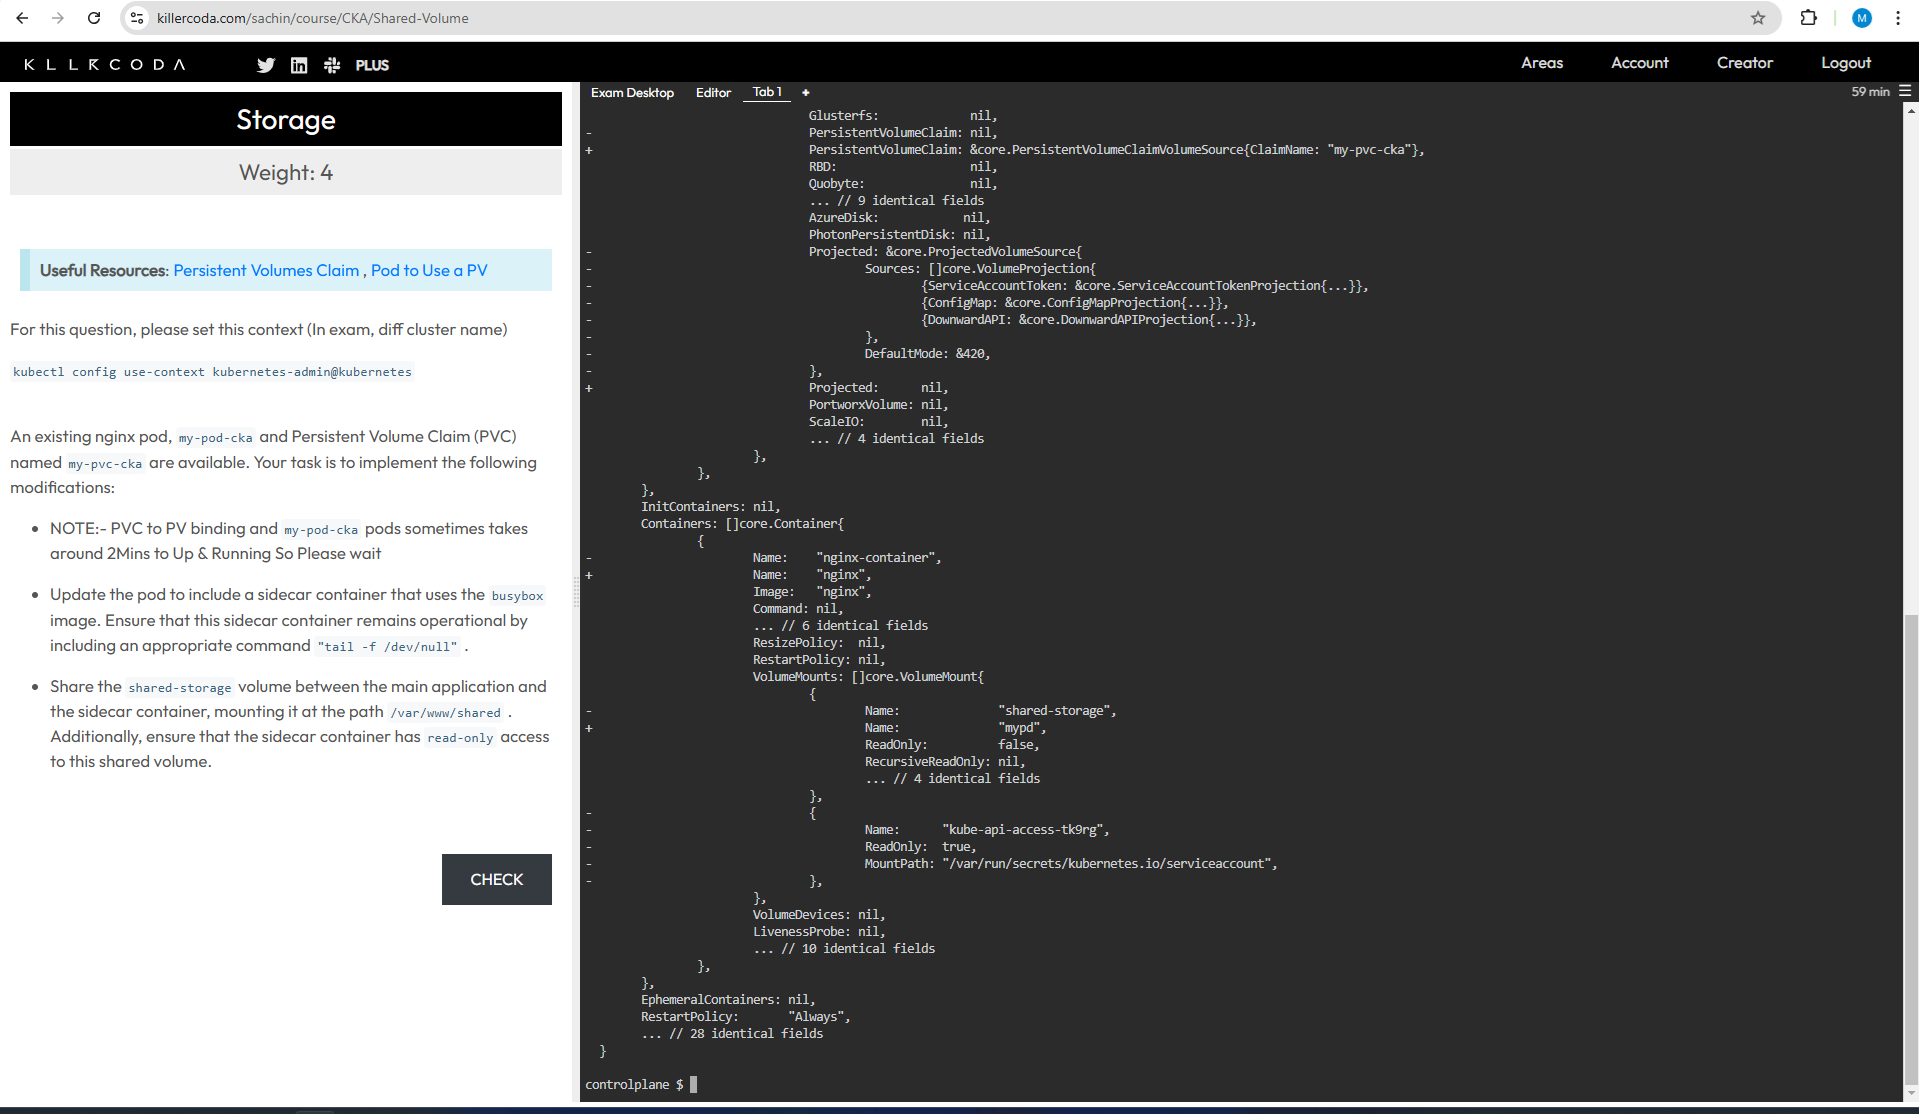 killercoda.com/sachin/course/CKA/Shared-Volume
M
KLLRCODA
PLUS
Areas
Account
Creator
Logout
Storage
Weight: 4
Useful Resources: Persistent Volumes Claim , Pod to Use a PV
For this question, please set this context (In exam, diff cluster name)
kubectl config use-context kubernetes-admin@kubernetes
An existing nginx pod, my-pod-cka and Persistent Volume Claim (PVC)
named my-pvc-cka are available. Your task is to implement the following
modifications:
• NOTE:- PVC to PV binding and my-pod-cka pods sometimes takes
around 2Mins to Up & Running So Please wait
• Update the pod to include a sidecar container that uses the busybox
image. Ensure that this sidecar container remains operational by
including an appropriate command "tail -f /dev/null" .
• Share the shared-storage volume between the main application and
the sidecar container, mounting it at the path /var/www/shared .
Additionally, ensure that the sidecar container has read-only access
to this shared volume.
CHECK
Exam Desktop
Editor
Tab 1
+
59 min
Glusterfs: nil,
- PersistentVolumeClaim: nil,
+ PersistentVolumeClaim: &core.PersistentVolumeClaimVolumeSource{ClaimName: "my-pvc-cka"},
RBD: nil,
Quobyte: nil,
... // 9 identical fields
AzureDisk: nil,
PhotonPersistentDisk: nil,
- Projected: &core.ProjectedVolumeSource{
- Sources: []core.VolumeProjection{
- {ServiceAccountToken: &core.ServiceAccountTokenProjection{...}},
- {ConfigMap: &core.ConfigMapProjection{...}},
- {DownwardAPI: &core.DownwardAPIProjection{...}},
- },
- DefaultMode: &420,
- },
+ Projected: nil,
PortworxVolume: nil,
ScaleIO: nil,
... // 4 identical fields
},
},
},
InitContainers: nil,
Containers: []core.Container{
{
- Name: "nginx-container",
+ Name: "nginx",
Image: "nginx",
Command: nil,
... // 6 identical fields
ResizePolicy: nil,
RestartPolicy: nil,
VolumeMounts: []core.VolumeMount{
{
- Name: "shared-storage",
+ Name: "mypd",
ReadOnly: false,
RecursiveReadOnly: nil,
... // 4 identical fields
},
- {
- Name: "kube-api-access-tk9rg",
- ReadOnly: true,
- MountPath: "/var/run/secrets/kubernetes.io/serviceaccount",
- },
},
VolumeDevices: nil,
LivenessProbe: nil,
... // 10 identical fields
},
},
EphemeralContainers: nil,
RestartPolicy: "Always",
... // 28 identical fields
}
controlplane $